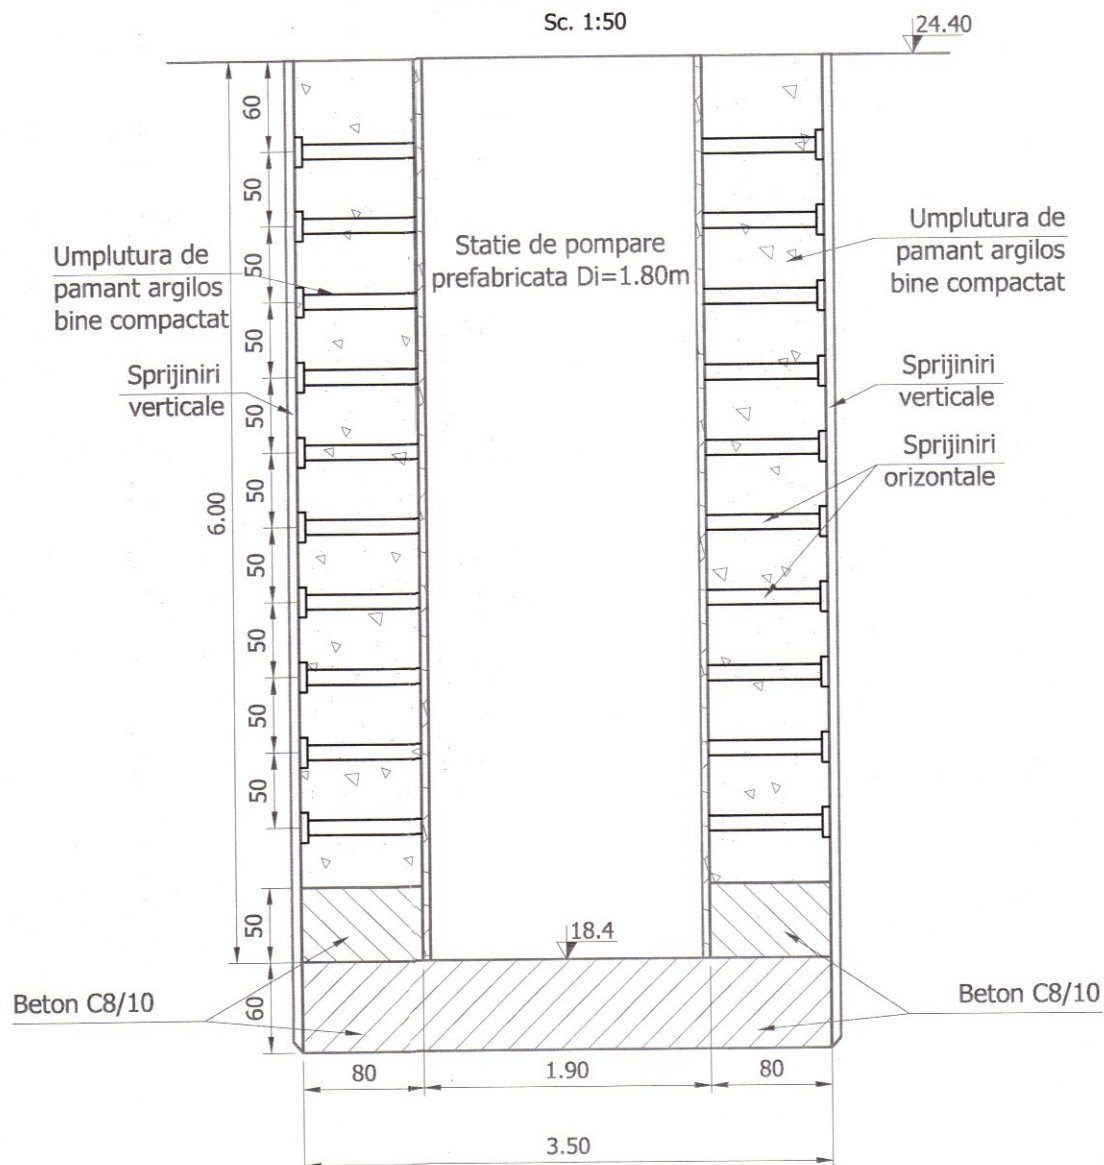 Sc. 1:50
24.40
60
50
50
50
50
50
50
50
50
50
50
60
6.00
Umplutura de
pamant argilos
bine compactat
Sprijiniri
verticale
Statie de pompare
prefabricata Di=1.80m
Umplutura de
pamant argilos
bine compactat
Sprijiniri
verticale
Sprijiniri
orizontale
18.4
Beton C8/10
Beton C8/10
80
1.90
80
3.50